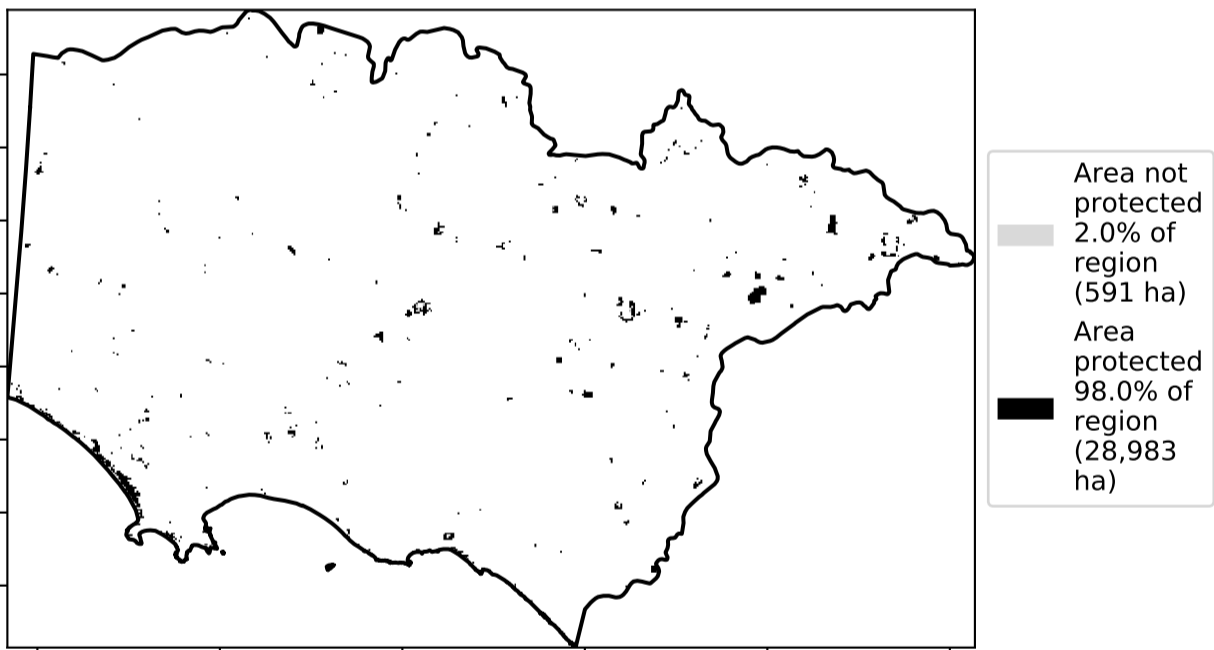 Area not
protected
2.0% of
region
(591 ha)
Area
protected
98.0% of
region
(28,983
ha)